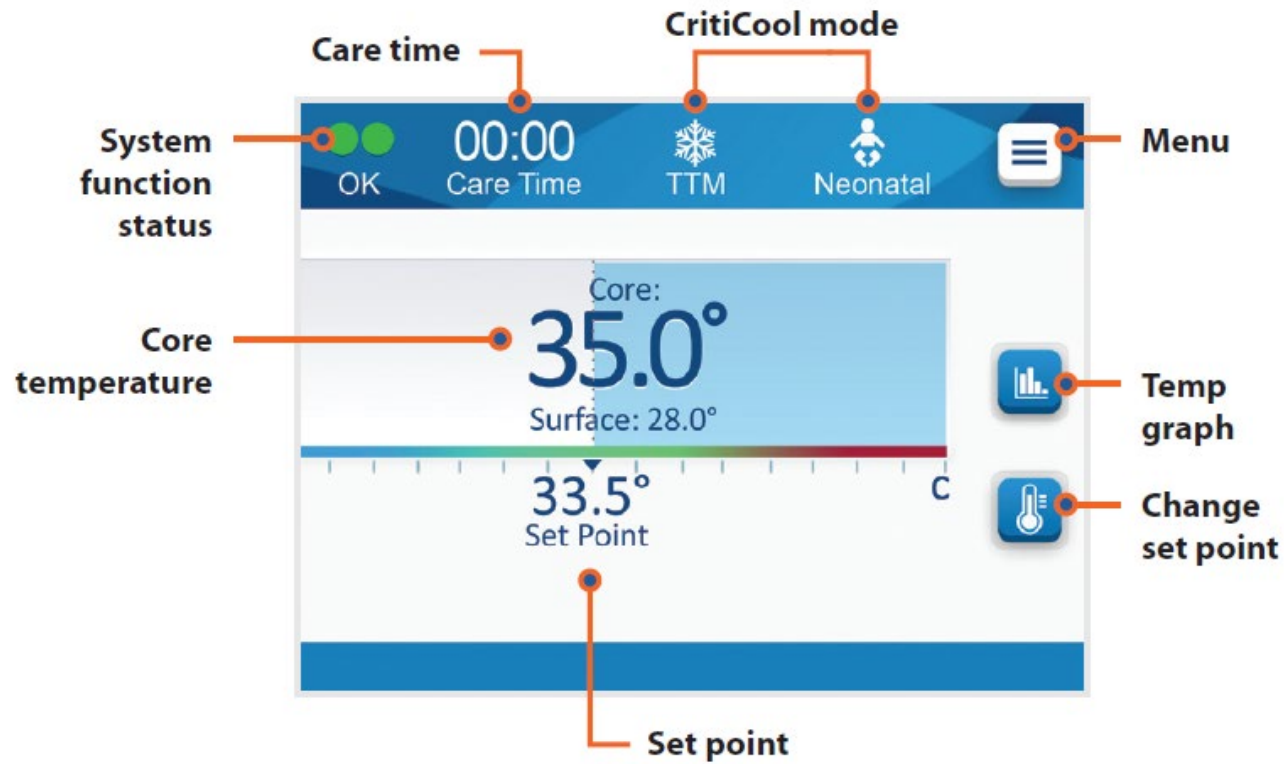 CritiCool mode
Care time
System
function
status
OK
00:00
Care Time
TTM
Neonatal
Menu
Core
temperature
Core:
35.0°
Surface: 28.0°
33.5°
Set Point
C
Temp
graph
Change
set point
Set point